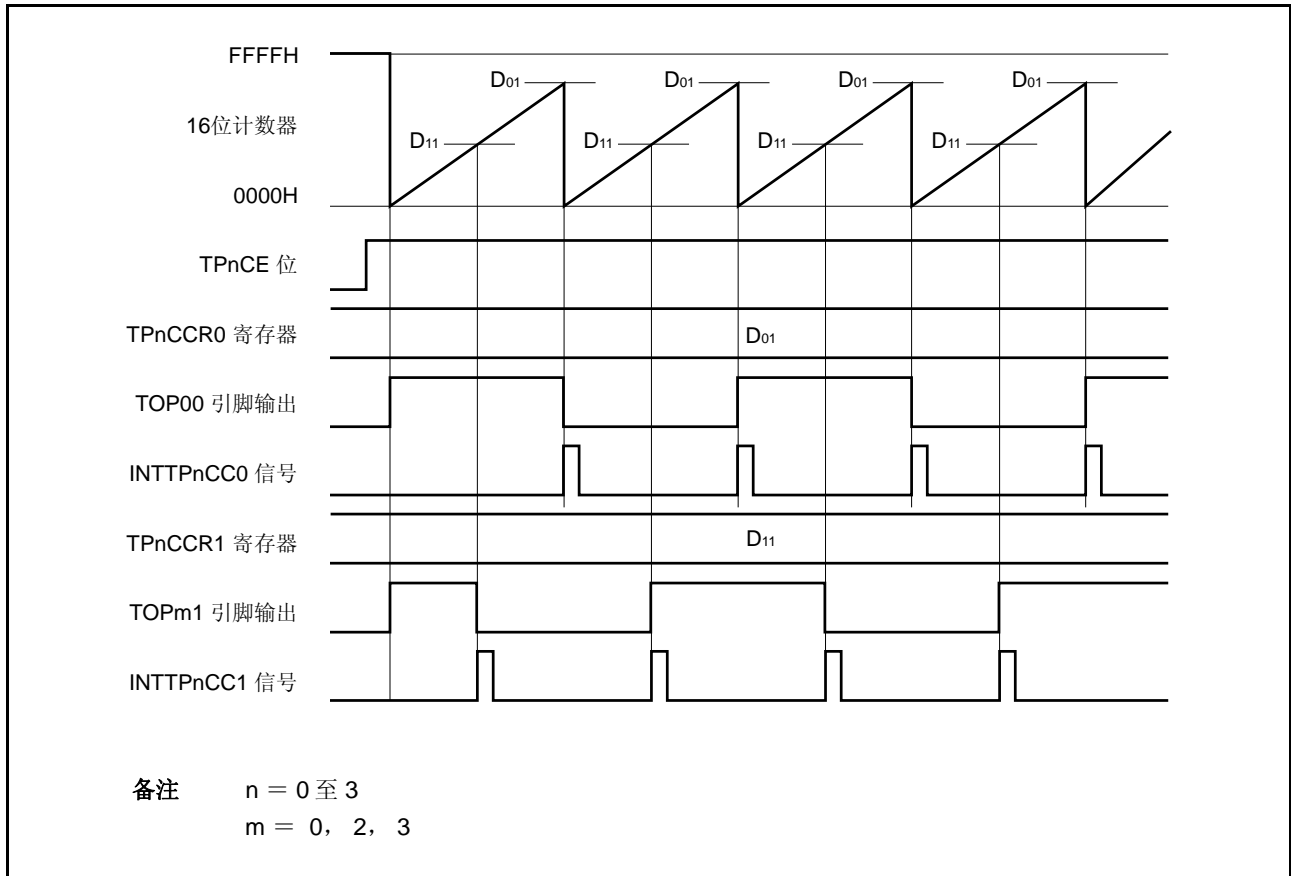 FFFFH
D01 D01 D01 D01
16位计数器
D11 D11 D11 D11
0000H
TPnCE 位
TPnCCR0 寄存器
D01
TOP00 引脚输出
INTTPnCC0 信号
TPnCCR1 寄存器
D11
TOPm1 引脚输出
INTTPnCC1 信号
备注 n = 0 至 3
m = 0, 2, 3